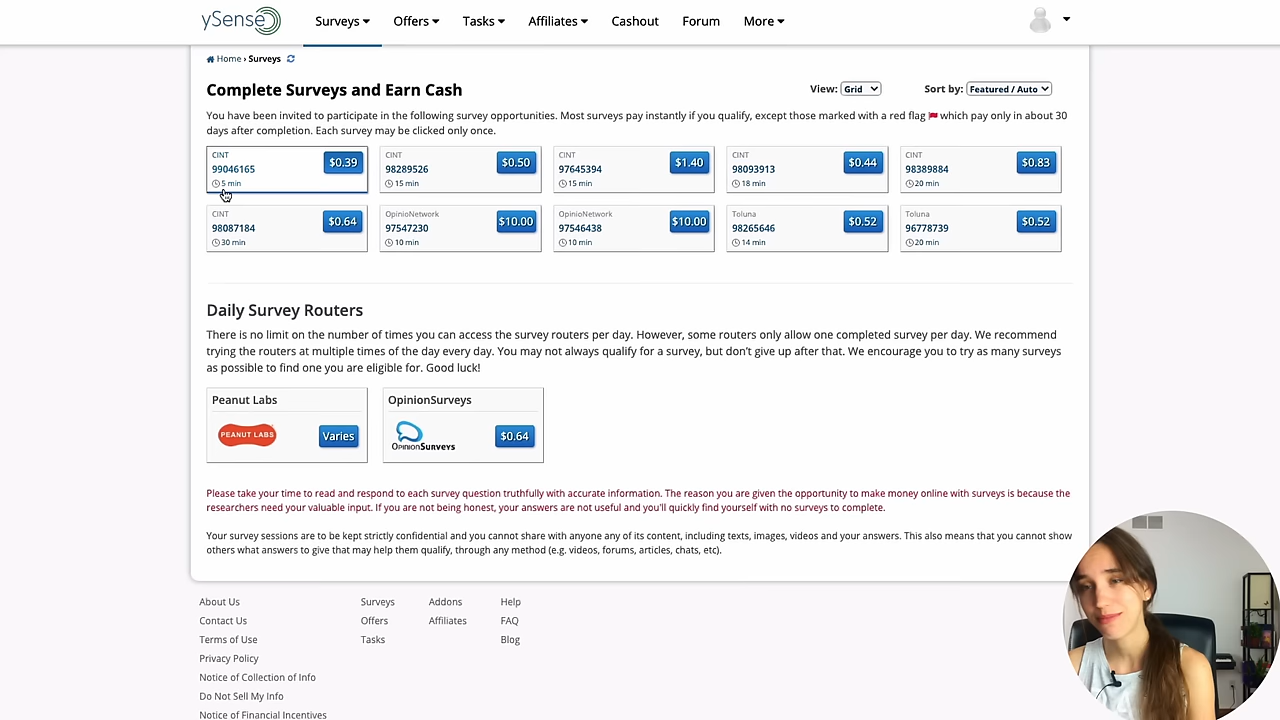 ySense
Surveys
Offers
Tasks
Affiliates
Cashout
Forum
More
Home › Surveys
Complete Surveys and Earn Cash
View: Grid
Sort by: Featured / Auto
You have been invited to participate in the following survey opportunities. Most surveys pay instantly if you qualify, except those marked with a red flag which pay only in about 30
days after completion. Each survey may be clicked only once.
CINT
99046165
5 min
$0.39
CINT
98289526
15 min
$0.50
CINT
97645394
15 min
$1.40
CINT
98093913
18 min
$0.44
CINT
98389884
20 min
$0.83
CINT
98087184
30 min
$0.64
OpinioNetwork
97547230
10 min
$10.00
OpinioNetwork
97546438
10 min
$10.00
Toluna
98265646
14 min
$0.52
Toluna
96778739
20 min
$0.52
Daily Survey Routers
There is no limit on the number of times you can access the survey routers per day. However, some routers only allow one completed survey per day. We recommend
trying the routers at multiple times of the day every day. You may not always qualify for a survey, but don't give up after that. We encourage you to try as many surveys
as possible to find one you are eligible for. Good luck!
Peanut Labs
PEANUT LABS
Varies
OpinionSurveys
OPINIONSURVEYS
$0.64
Please take your time to read and respond to each survey question truthfully with accurate information. The reason you are given the opportunity to make money online with surveys is because the
researchers need your valuable input. If you are not being honest, your answers are not useful and you'll quickly find yourself with no surveys to complete.
Your survey sessions are to be kept strictly confidential and you cannot share with anyone any of its content, including texts, images, videos and your answers. This also means that you cannot show
others what answers to give that may help them qualify, through any method (e.g. videos, forums, articles, chats, etc).
About Us
Contact Us
Terms of Use
Privacy Policy
Notice of Collection of Info
Do Not Sell My Info
Notice of Financial Incentives
Surveys
Offers
Tasks
Addons
Affiliates
Help
FAQ
Blog